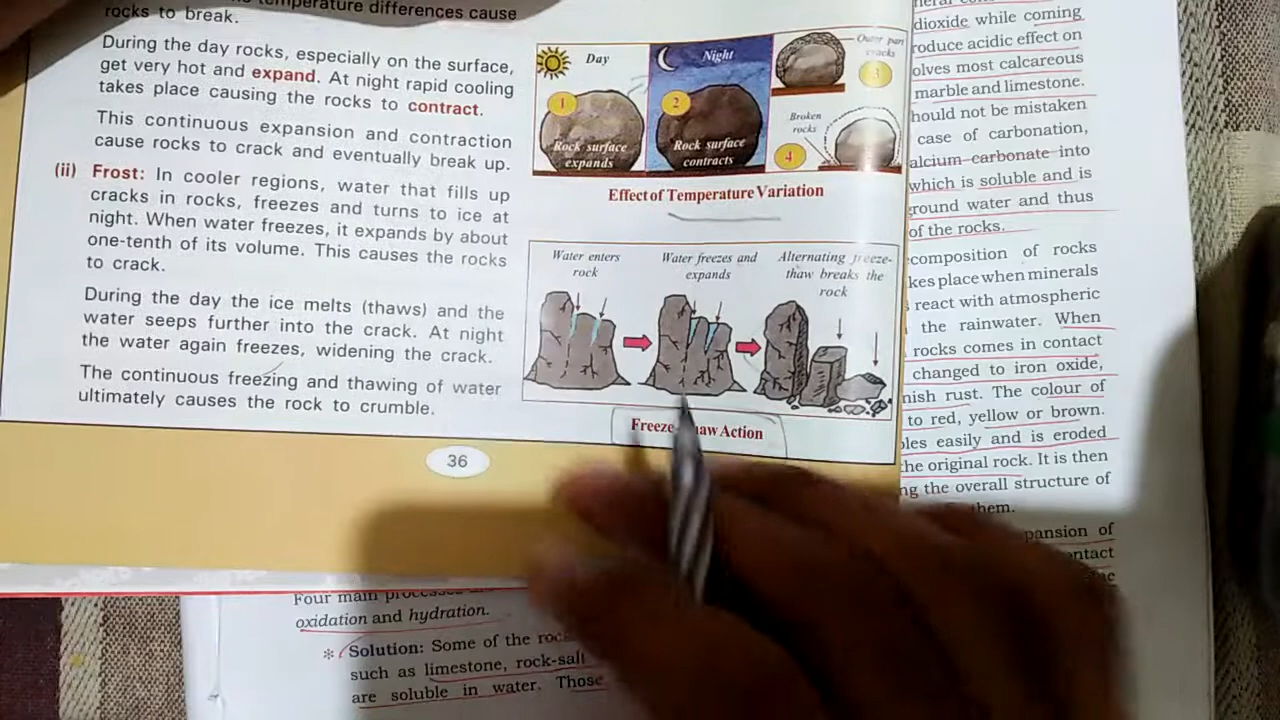 temperature differences cause
rocks to break.
During the day rocks, especially on the surface,
get very hot and expand. At night rapid cooling
takes place causing the rocks to contract.
This continuous expansion and contraction
cause rocks to crack and eventually break up.
(ii) Frost: In cooler regions, water that fills up
cracks in rocks, freezes and turns to ice at
night. When water freezes, it expands by about
one-tenth of its volume. This causes the rocks
to crack.
During the day the ice melts (thaws) and the
water seeps further into the crack. At night
the water again freezes, widening the crack.
The continuous freezing and thawing of water
ultimately causes the rock to crumble.
36
Day
1
Rock surface
expands
Night
2
Rock surface
contracts
Outer part
cracks
3
Broken
rocks
4
Effect of Temperature Variation
Water enters
rock
Water freezes and
expands
Alternating freeze-
thaw breaks the
rock
Freeze-Thaw Action
dioxide while coming
roduce acidic effect on
olves most calcareous
marble and limestone.
hould not be mistaken
case of carbonation,
alcium carbonate into
which is soluble and is
ground water and thus
of the rocks.
composition of rocks
kes place when minerals
react with atmospheric
the rainwater. When
rocks comes in contact
changed to iron oxide,
nish rust. The colour of
to red, yellow or brown.
les easily and is eroded
the original rock. It is then
ng the overall structure of
them.
pansion of
ontact
Four main
oxidation and hydration.
* Solution: Some of the
such as limestone, rock-salt
are soluble in water. Those